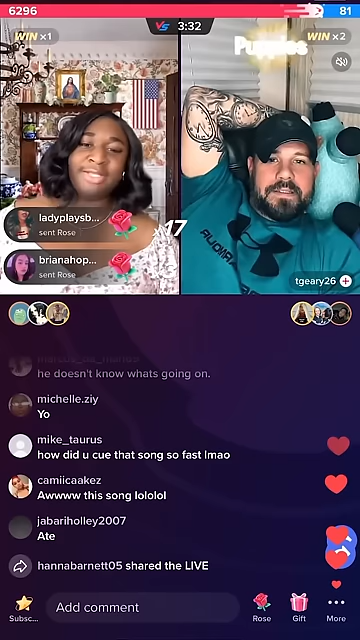 6296
VS
3:32
81
WIN x1
WIN x2
ladyplaysb...
sent Rose
x17
brianahop...
sent Rose
tgeary26
he doesn't know whats going on.
michelle.ziy
Yo
mike_taurus
how did u cue that song so fast lmao
camiicaakez
Awwww this song lololol
jabariholley2007
Ate
hannabarnett05 shared the LIVE
Subsc...
Add comment
Rose
Gift
More